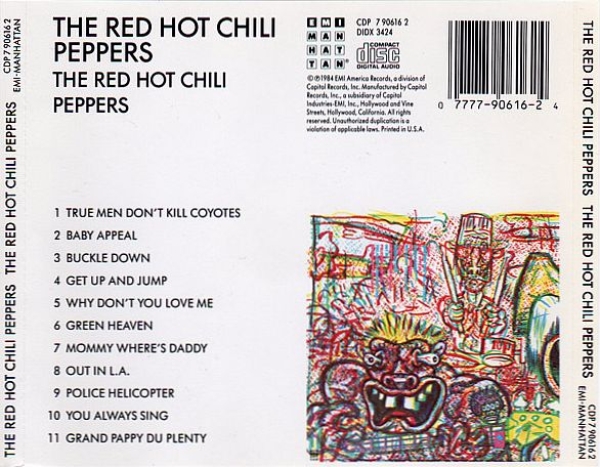 THE RED HOT CHILI PEPPERS THE RED HOT CHILI PEPPERS CDP 7 90616 2
EMI-MANHATTAN
THE RED HOT CHILI
PEPPERS
THE RED HOT CHILI
PEPPERS
EMI
MAN
HAT
TAN
CDP 7 90616 2
DIDX 3424
COMPACT
disc
DIGITAL AUDIO
©℗1984 EMI America Records, a division of
Capitol Records, Inc. Manufactured by Capitol
Records, Inc., a subsidiary of Capitol
Industries-EMI, Inc., Hollywood and Vine
Streets, Hollywood, California. All rights
reserved. Unauthorized duplication is a
violation of applicable laws. Printed in U.S.A.
0 7777-90616-2 4
1 TRUE MEN DON'T KILL COYOTES
2 BABY APPEAL
3 BUCKLE DOWN
4 GET UP AND JUMP
5 WHY DON'T YOU LOVE ME
6 GREEN HEAVEN
7 MOMMY WHERE'S DADDY
8 OUT IN L.A.
9 POLICE HELICOPTER
10 YOU ALWAYS SING
11 GRAND PAPPY DU PLENTY
THE RED HOT CHILI PEPPERS THE RED HOT CHILI PEPPERS CDP 7 90616 2
EMI-MANHATTAN